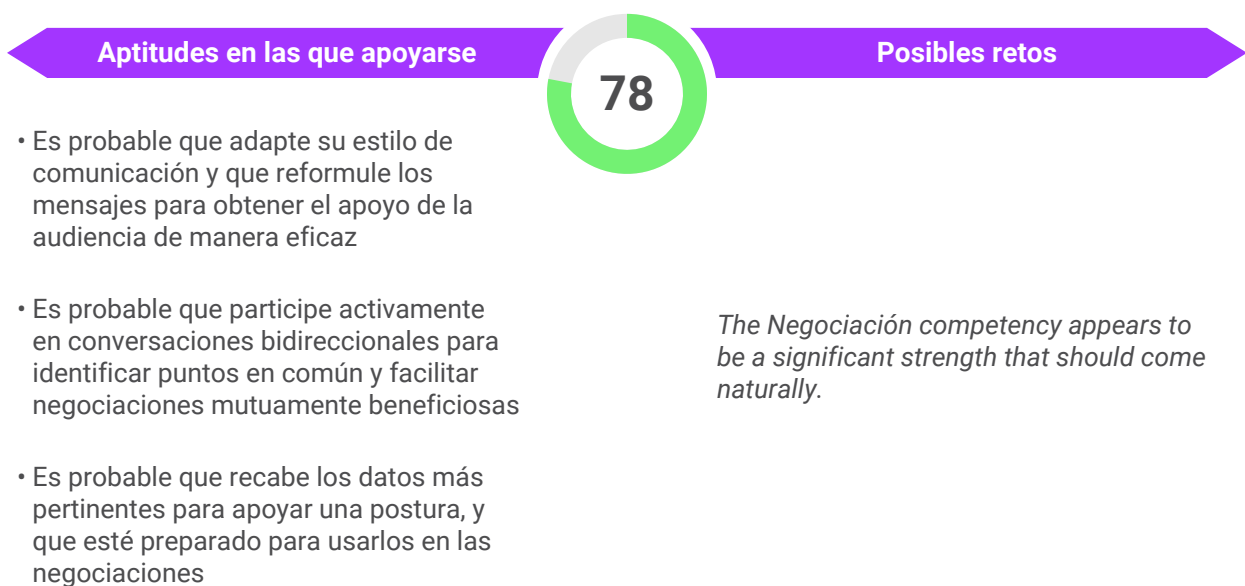 Aptitudes en las que apoyarse
78
Posibles retos
• Es probable que adapte su estilo de
comunicación y que reformule los
mensajes para obtener el apoyo de la
audiencia de manera eficaz
• Es probable que participe activamente
en conversaciones bidireccionales para
identificar puntos en común y facilitar
negociaciones mutuamente beneficiosas
• Es probable que recabe los datos más
pertinentes para apoyar una postura, y
que esté preparado para usarlos en las
negociaciones
The Negociación competency appears to
be a significant strength that should come
naturally.